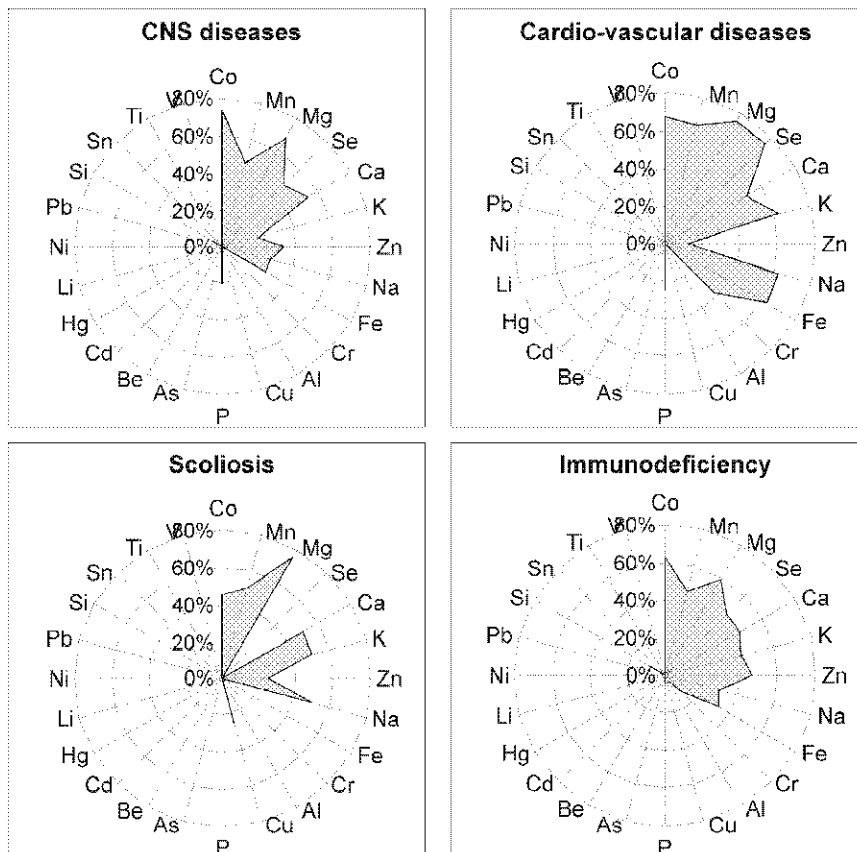 CNS diseases
Co
Mn
Mg
Se
Ca
K
Zn
Na
Fe
Cr
Al
Cu
P
As
Be
Cd
Hg
Li
Ni
Pb
Si
Sn
Ti
V
80%
60%
40%
20%
0%
Cardio-vascular diseases
Co
Mn
Mg
Se
Ca
K
Zn
Na
Fe
Cr
Al
Cu
P
As
Be
Cd
Hg
Li
Ni
Pb
Si
Sn
Ti
V
80%
60%
40%
20%
0%
Scoliosis
Co
Mn
Mg
Se
Ca
K
Zn
Na
Fe
Cr
Al
Cu
P
As
Be
Cd
Hg
Li
Ni
Pb
Si
Sn
Ti
V
80%
60%
40%
20%
0%
Immunodeficiency
Co
Mn
Mg
Se
Ca
K
Zn
Na
Fe
Cr
Al
Cu
P
As
Be
Cd
Hg
Li
Ni
Pb
Si
Sn
Ti
V
80%
60%
40%
20%
0%